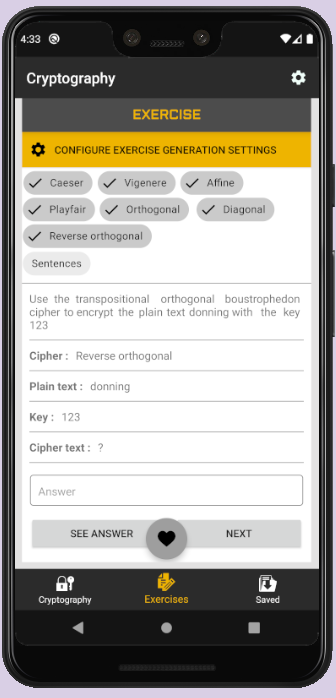 4:33
Cryptography
EXERCISE
CONFIGURE EXERCISE GENERATION SETTINGS
Caeser Vigenere Affine
Playfair Orthogonal Diagonal
Reverse orthogonal
Sentences
Use the transpositional orthogonal boustrophedon
cipher to encrypt the plain text donning with the key
123
Cipher : Reverse orthogonal
Plain text : donning
Key : 123
Cipher text : ?
Answer
SEE ANSWER NEXT
Cryptography Exercises Saved